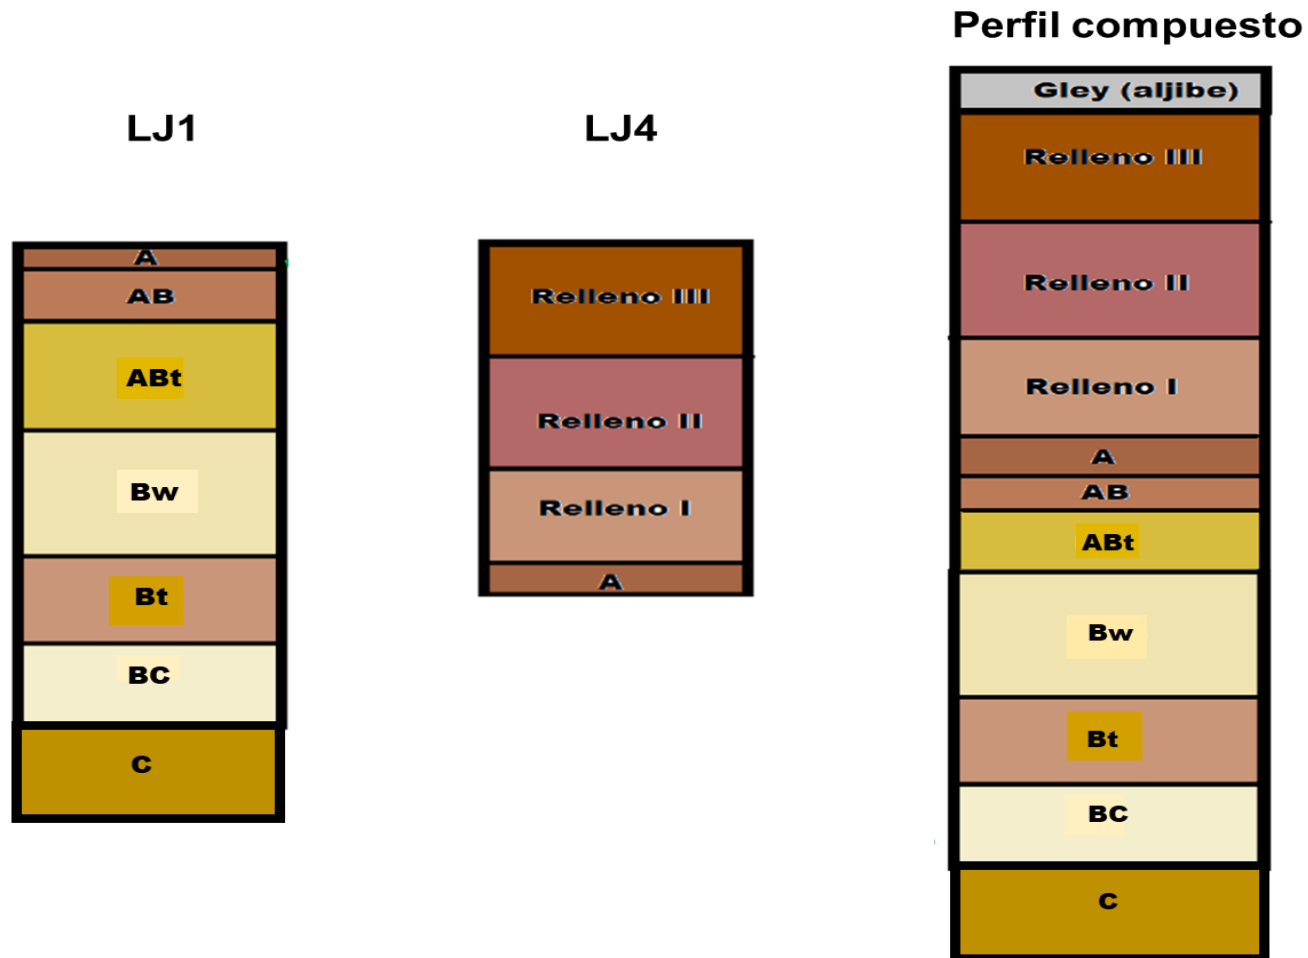 Perfil compuesto
LJ1
A
AB
ABt
Bw
Bt
BC
C
LJ4
Relleno III
Relleno II
Relleno I
A
Gley (aljibe)
Relleno III
Relleno II
Relleno I
A
AB
ABt
Bw
Bt
BC
C